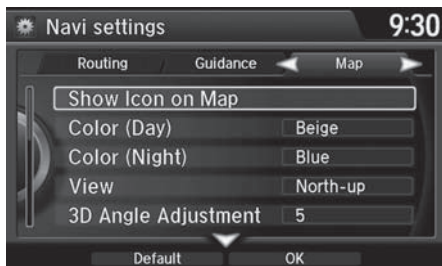 Navi settings 9:30
Routing Guidance Map
Show Icon on Map
Color (Day) Beige
Color (Night) Blue
View North-up
3D Angle Adjustment 5
Default OK